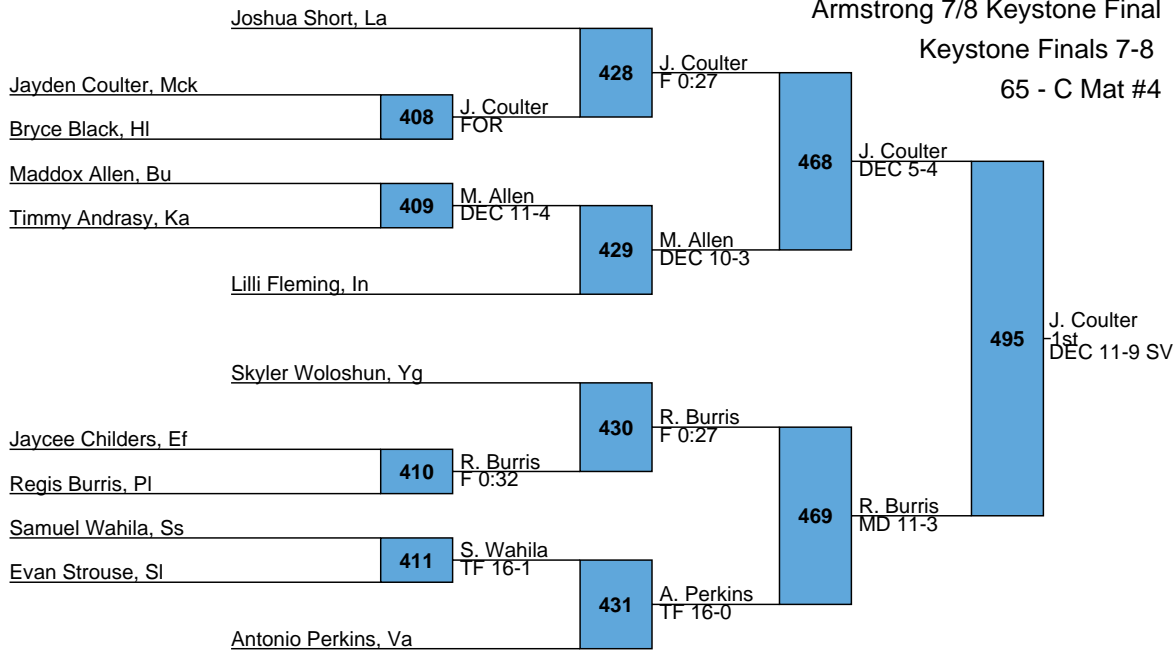 Armstrong 7/8 Keystone Final
Keystone Finals 7-8
65 - C Mat #4
Joshua Short, La
Jayden Coulter, Mck
Bryce Black, Hl
408
J. Coulter
FOR
428
J. Coulter
F 0:27
Maddox Allen, Bu
Timmy Andrasy, Ka
409
M. Allen
DEC 11-4
429
M. Allen
DEC 10-3
Lilli Fleming, In
468
J. Coulter
DEC 5-4
Skyler Woloshun, Yg
Jaycee Childers, Ef
Regis Burris, Pl
410
R. Burris
F 0:32
430
R. Burris
F 0:27
Samuel Wahila, Ss
Evan Strouse, Sl
411
S. Wahila
TF 16-1
431
A. Perkins
TF 16-0
Antonio Perkins, Va
469
R. Burris
MD 11-3
495
J. Coulter
1st
DEC 11-9 SV